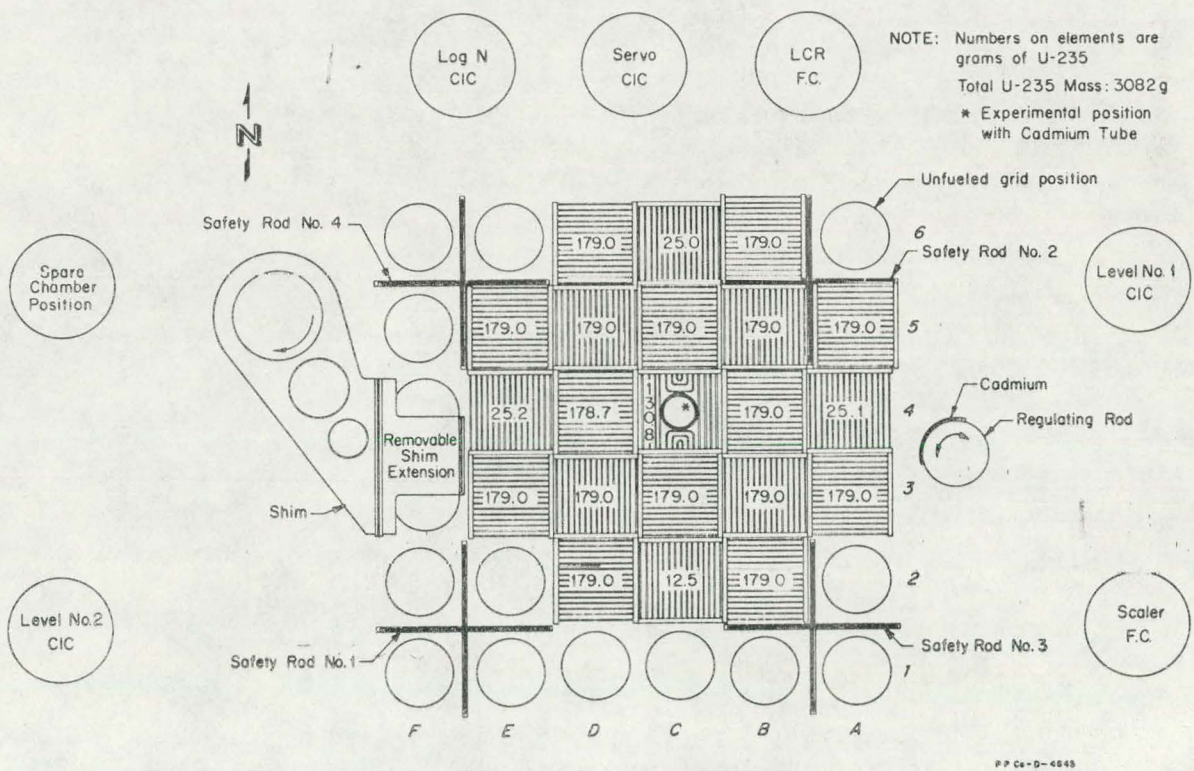 Log N
CIC
Servo
CIC
LCR
F.C.
NOTE: Numbers on elements are
grams of U-235
Total U-235 Mass: 3082 g
* Experimental position
with Cadmium Tube
N
Unfueled grid position
Safety Rod No. 4
179.0
25.0
179.0
6
Safety Rod No. 2
Spare
Chamber
Position
Level No. 1
CIC
179.0
179.0
179.0
179.0
179.0
5
25.2
178.7
130.8
*
179.0
25.1
4
Cadmium
Regulating Rod
Removable
Shim
Extension
179.0
179.0
179.0
179.0
179.0
3
Shim
179.0
12.5
179.0
2
Level No.2
CIC
Scaler
F.C.
Safety Rod No.1
Safety Rod No. 3
1
F
E
D
C
B
A